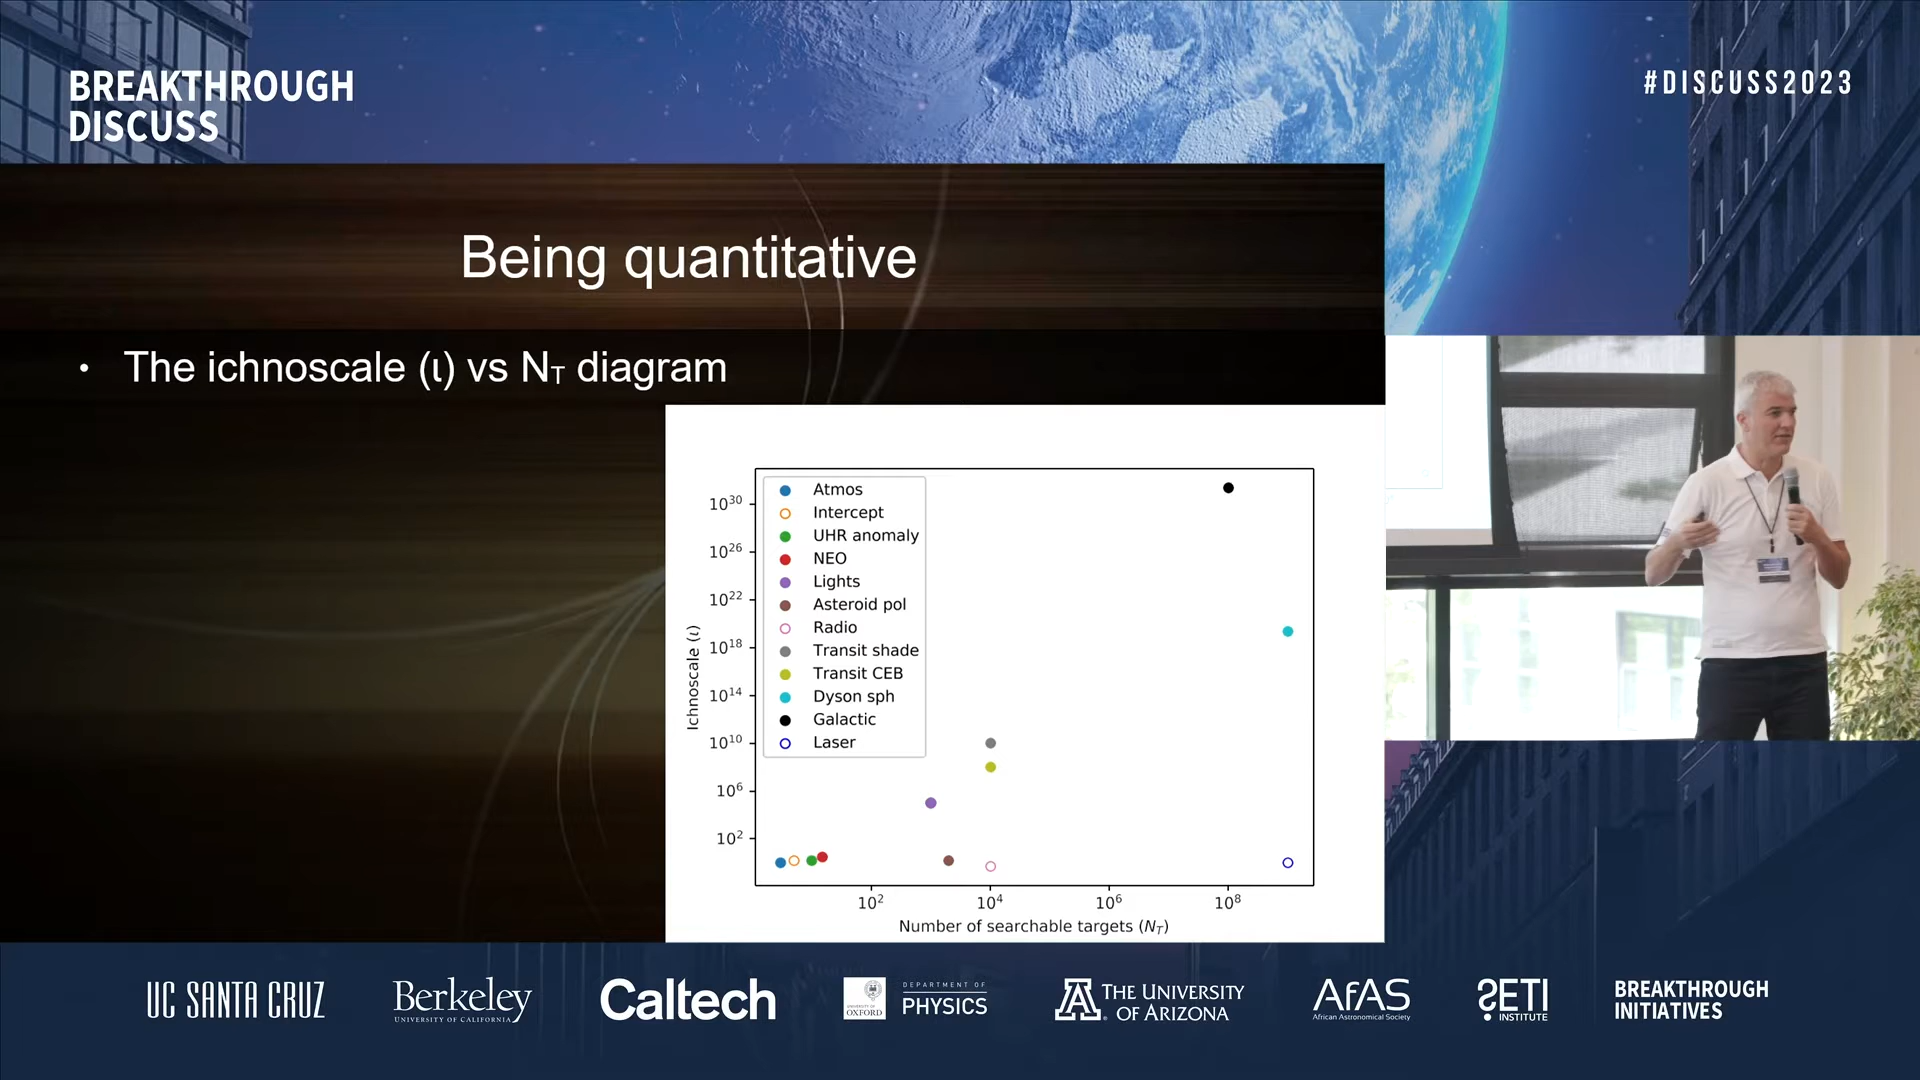 BREAKTHROUGH
DISCUSS
#DISCUSS2023
Being quantitative
• The ichnoscale (ι) vs N_T diagram
Atmos
Intercept
UHR anomaly
NEO
Lights
Asteroid pol
Radio
Transit shade
Transit CEB
Dyson sph
Galactic
Laser
Ichnoscale (ι)
10³⁰
10²⁶
10²²
10¹⁸
10¹⁴
10¹⁰
10⁶
10²
10² 10⁴ 10⁶ 10⁸
Number of searchable targets (N_T)
UC SANTA CRUZ
Berkeley
UNIVERSITY OF CALIFORNIA
Caltech
UNIVERSITY OF
OXFORD
DEPARTMENT OF
PHYSICS
A
THE UNIVERSITY
OF ARIZONA
AfAS
African Astronomical Society
SETI
INSTITUTE
BREAKTHROUGH
INITIATIVES